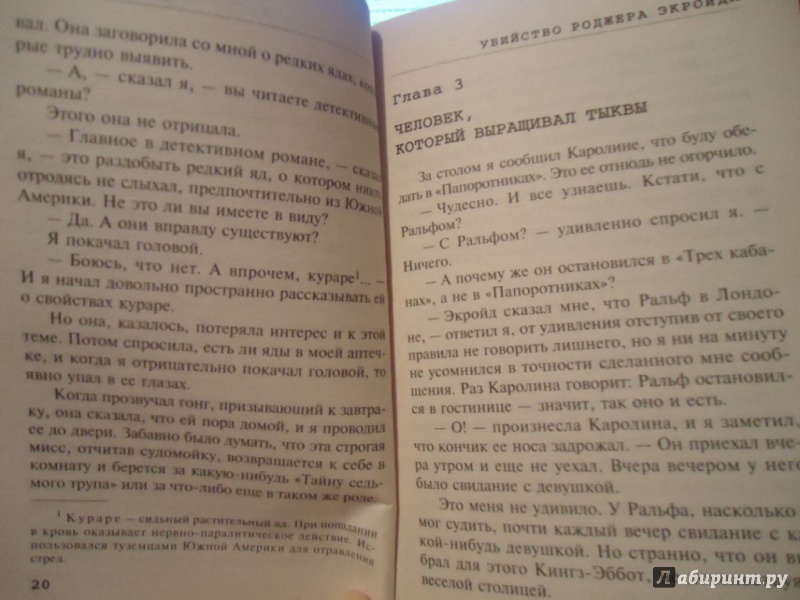 вал. Она заговорила со мной о редких ядах, кото-
рые трудно выявить.
— А, — сказал я, — вы читаете детективные
романы?
Этого она не отрицала.
— Главное в детективном романе, — сказал
я, — это раздобыть редкий яд, о котором никто
отродясь не слыхал, предпочтительно из Южной
Америки. Не это ли вы имеете в виду?
— Да. А они вправду существуют?
Я покачал головой.
— Боюсь, что нет. А впрочем, кураре¹... —
И я начал довольно пространно рассказывать ей
о свойствах кураре.
Но она, казалось, потеряла интерес и к этой
теме. Потом спросила, есть ли яды в моей аптеч-
ке, и когда я отрицательно покачал головой, то
явно упал в ее глазах.
Когда прозвучал гонг, призывающий к завтра-
ку, она сказала, что ей пора домой, и я проводил
ее до двери. Забавно было думать, что эта строгая
мисс, отчитав судомойку, возвращается к себе в
комнату и берется за какую-нибудь «Тайну седь-
мого трупа» или за что-либо еще в таком же роде.
¹ Кураре — сильный растительный яд. При попадании
в кровь оказывает нервно-паралитическое действие. Ис-
пользовался туземцами Южной Америки для отравления
стрел.
20
УБИЙСТВО РОДЖЕРА ЭКРОЙДА
Глава 3
ЧЕЛОВЕК,
КОТОРЫЙ ВЫРАЩИВАЛ ТЫКВЫ
За столом я сообщил Каролине, что буду обе-
дать в «Папоротниках». Это ее отнюдь не огорчило.
— Чудесно. И все узнаешь. Кстати, что с
Ральфом?
— С Ральфом? — удивленно спросил я. —
Ничего.
— А почему же он остановился в «Трех каба-
нах», а не в «Папоротниках»?
— Экройд сказал мне, что Ральф в Лондо-
не, — ответил я, от удивления отступив от своего
правила не говорить лишнего, но я ни на минуту
не усомнился в точности сделанного мне сооб-
щения. Раз Каролина говорит: Ральф остановил-
ся в гостинице — значит, так оно и есть.
— О! — произнесла Каролина, и я заметил,
что кончик ее носа задрожал. — Он приехал вче-
ра утром и еще не уехал. Вчера вечером у него
было свидание с девушкой.
Это меня не удивило. У Ральфа, насколько
мог судить, почти каждый вечер свидание с ка
кой-нибудь девушкой. Но странно, что он вы
брал для этого Кингз-Эббот,
веселой столицей.
Лабиринт.ру